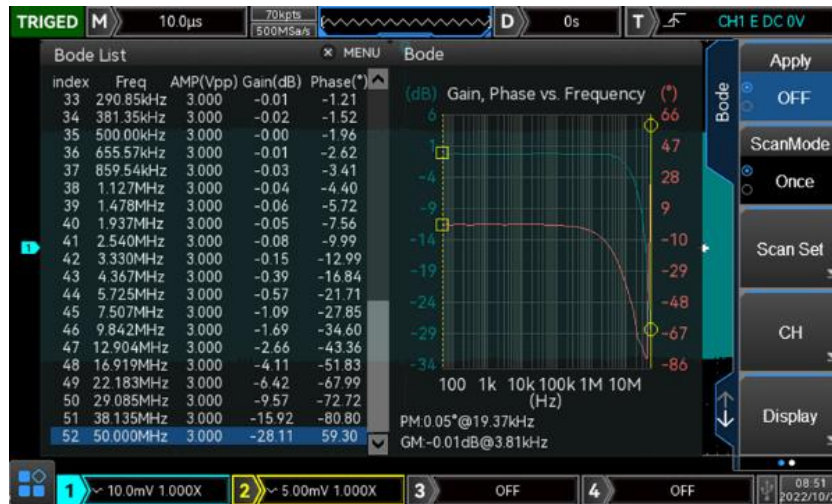 TRIGED M 10.0μs 70kpts 500MSa/s D 0s T CH1 E DC 0V
Bode List × MENU
index Freq AMP(Vpp) Gain(dB) Phase(°)
33 290.85kHz 3.000 -0.01 -1.21
34 381.35kHz 3.000 -0.02 -1.52
35 500.00kHz 3.000 -0.00 -1.96
36 655.57kHz 3.000 -0.01 -2.62
37 859.54kHz 3.000 -0.03 -3.41
38 1.127MHz 3.000 -0.04 -4.40
39 1.478MHz 3.000 -0.06 -5.72
40 1.937MHz 3.000 -0.05 -7.56
41 2.540MHz 3.000 -0.08 -9.99
42 3.330MHz 3.000 -0.15 -12.99
43 4.367MHz 3.000 -0.39 -16.84
44 5.725MHz 3.000 -0.57 -21.71
45 7.507MHz 3.000 -1.09 -27.85
46 9.842MHz 3.000 -1.69 -34.60
47 12.904MHz 3.000 -2.66 -43.36
48 16.919MHz 3.000 -4.11 -51.83
49 22.183MHz 3.000 -6.42 -67.99
50 29.085MHz 3.000 -9.57 -72.72
51 38.135MHz 3.000 -15.92 -80.80
52 50.000MHz 3.000 -28.11 59.30
Bode
(dB) Gain, Phase vs. Frequency (°)
6 66
1 47
-4 28
-9 9
-14 -10
-19 -29
-24 -48
-29 -67
-34 -86
100 1k 10k 100k 1M 10M
(Hz)
PM:0.05°@19.37kHz
GM:-0.01dB@3.81kHz
Bode
Apply
OFF
ScanMode
Once
Scan Set
CH
Display
1
1 10.0mV 1.000X 2 5.00mV 1.000X 3 OFF 4 OFF
08:51
2022/10/